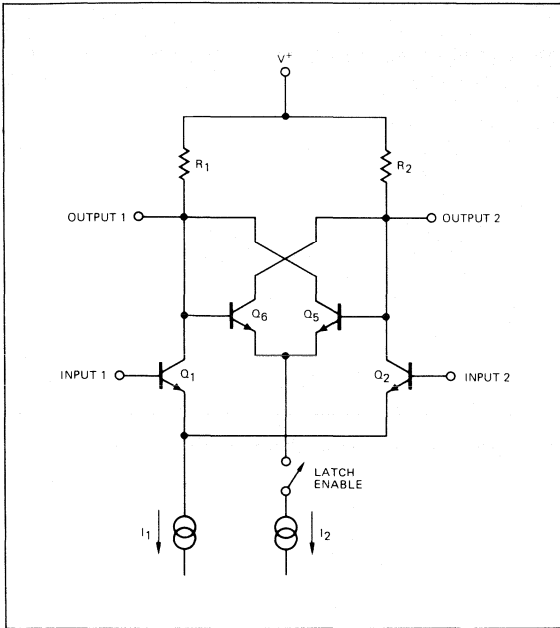 V+
R1
R2
OUTPUT 1
OUTPUT 2
Q6
Q5
INPUT 1
Q1
Q2
INPUT 2
LATCH
ENABLE
I1
I2